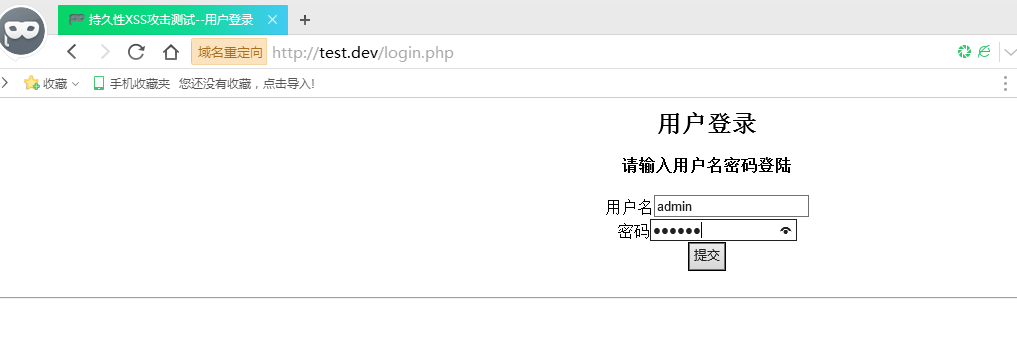 持久性XSS攻击测试--用户登录
域名重定向 http://test.dev/login.php
收藏 手机收藏夹 您还没有收藏，点击导入!
用户登录
请输入用户名密码登陆
用户名 admin
密码 ••••••
提交